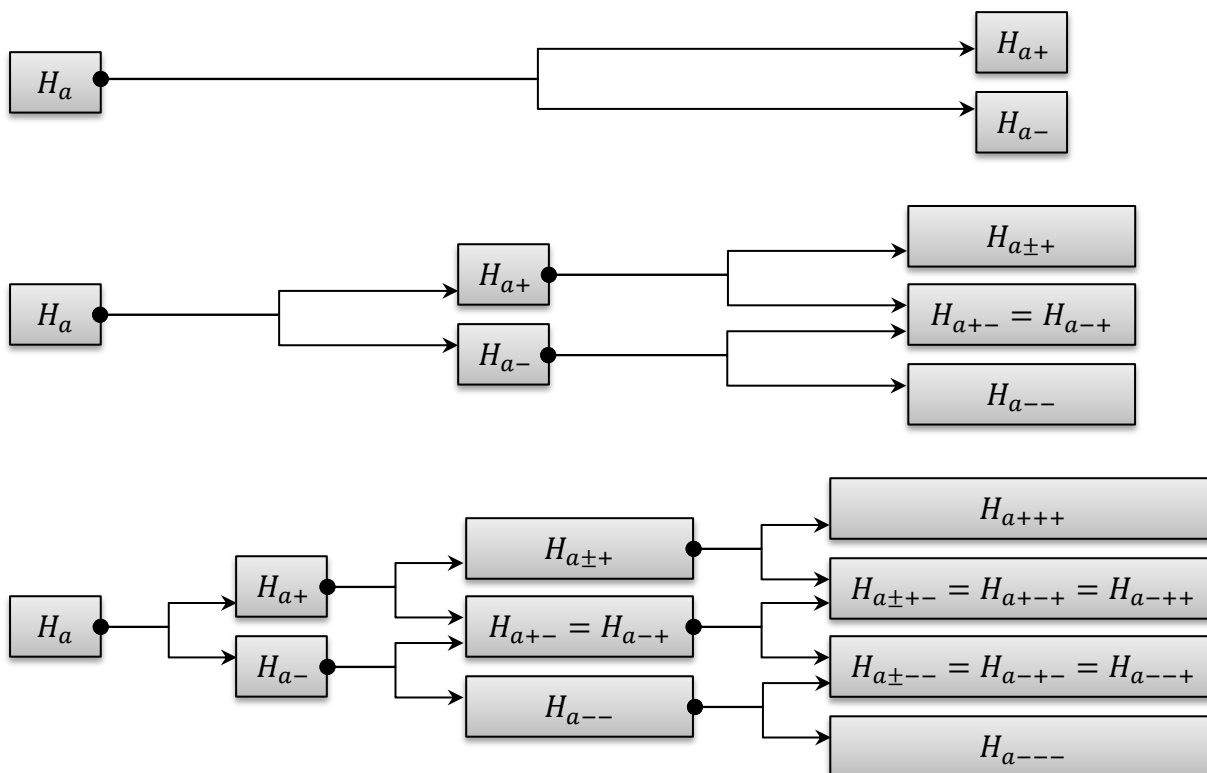 H_a
H_{a+}
H_{a-}
H_a
H_{a+}
H_{a-}
H_{a±+}
H_{a+-} = H_{a-+}
H_{a--}
H_a
H_{a+}
H_{a-}
H_{a±+}
H_{a+-} = H_{a-+}
H_{a--}
H_{a+++}
H_{a±+-} = H_{a+-+} = H_{a-++}
H_{a±--} = H_{a-+-} = H_{a--+}
H_{a---}